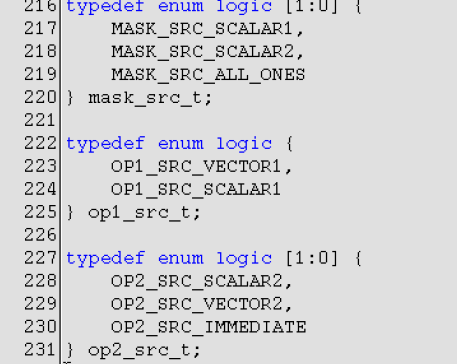 216 typedef enum logic [1:0] {
217     MASK_SRC_SCALAR1,
218     MASK_SRC_SCALAR2,
219     MASK_SRC_ALL_ONES
220 } mask_src_t;
221
222 typedef enum logic {
223     OP1_SRC_VECTOR1,
224     OP1_SRC_SCALAR1
225 } op1_src_t;
226
227 typedef enum logic [1:0] {
228     OP2_SRC_SCALAR2,
229     OP2_SRC_VECTOR2,
230     OP2_SRC_IMMEDIATE
231 } op2_src_t;